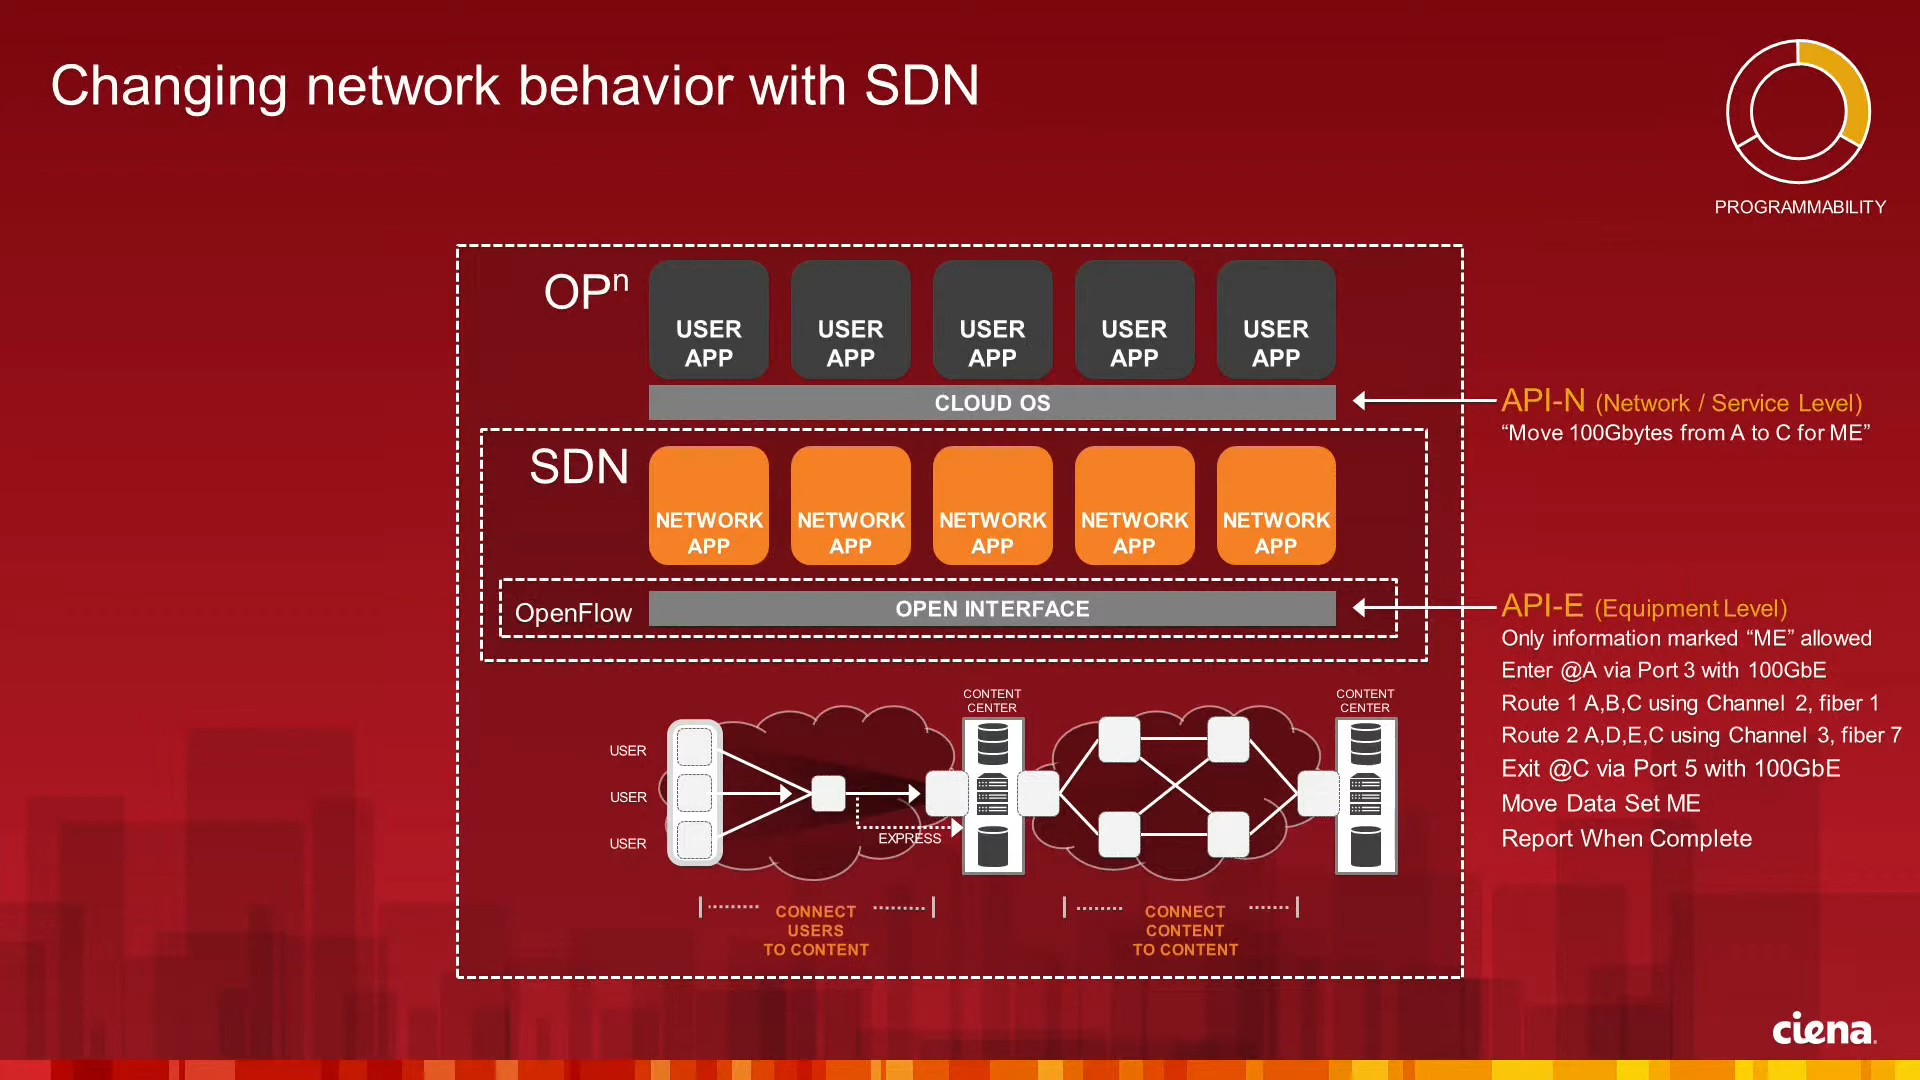 Changing network behavior with SDN
PROGRAMMABILITY
OPn
USER APP
USER APP
USER APP
USER APP
USER APP
CLOUD OS
API-N (Network / Service Level)
“Move 100Gbytes from A to C for ME”
SDN
NETWORK APP
NETWORK APP
NETWORK APP
NETWORK APP
NETWORK APP
OpenFlow
OPEN INTERFACE
API-E (Equipment Level)
Only information marked “ME” allowed
Enter @A via Port 3 with 100GbE
Route 1 A,B,C using Channel 2, fiber 1
Route 2 A,D,E,C using Channel 3, fiber 7
Exit @C via Port 5 with 100GbE
Move Data Set ME
Report When Complete
CONTENT
CENTER
CONTENT
CENTER
USER
USER
USER
EXPRESS
CONNECT
USERS
TO CONTENT
CONNECT
CONTENT
TO CONTENT
ciena